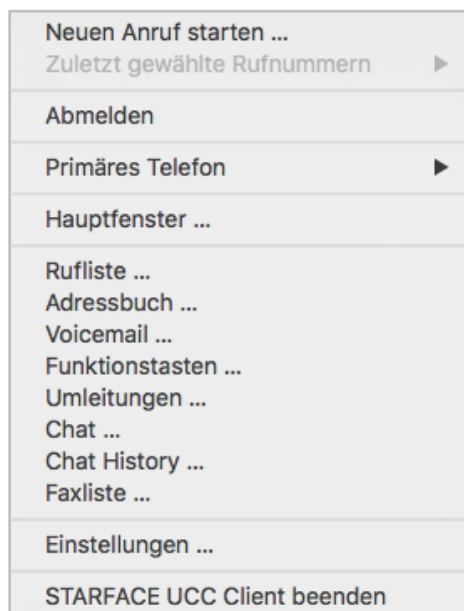 Neuen Anruf starten ...
Zuletzt gewählte Rufnummern
Abmelden
Primäres Telefon
Hauptfenster ...
Rufliste ...
Adressbuch ...
Voicemail ...
Funktionstasten ...
Umleitungen ...
Chat ...
Chat History ...
Faxliste ...
Einstellungen ...
STARFACE UCC Client beenden